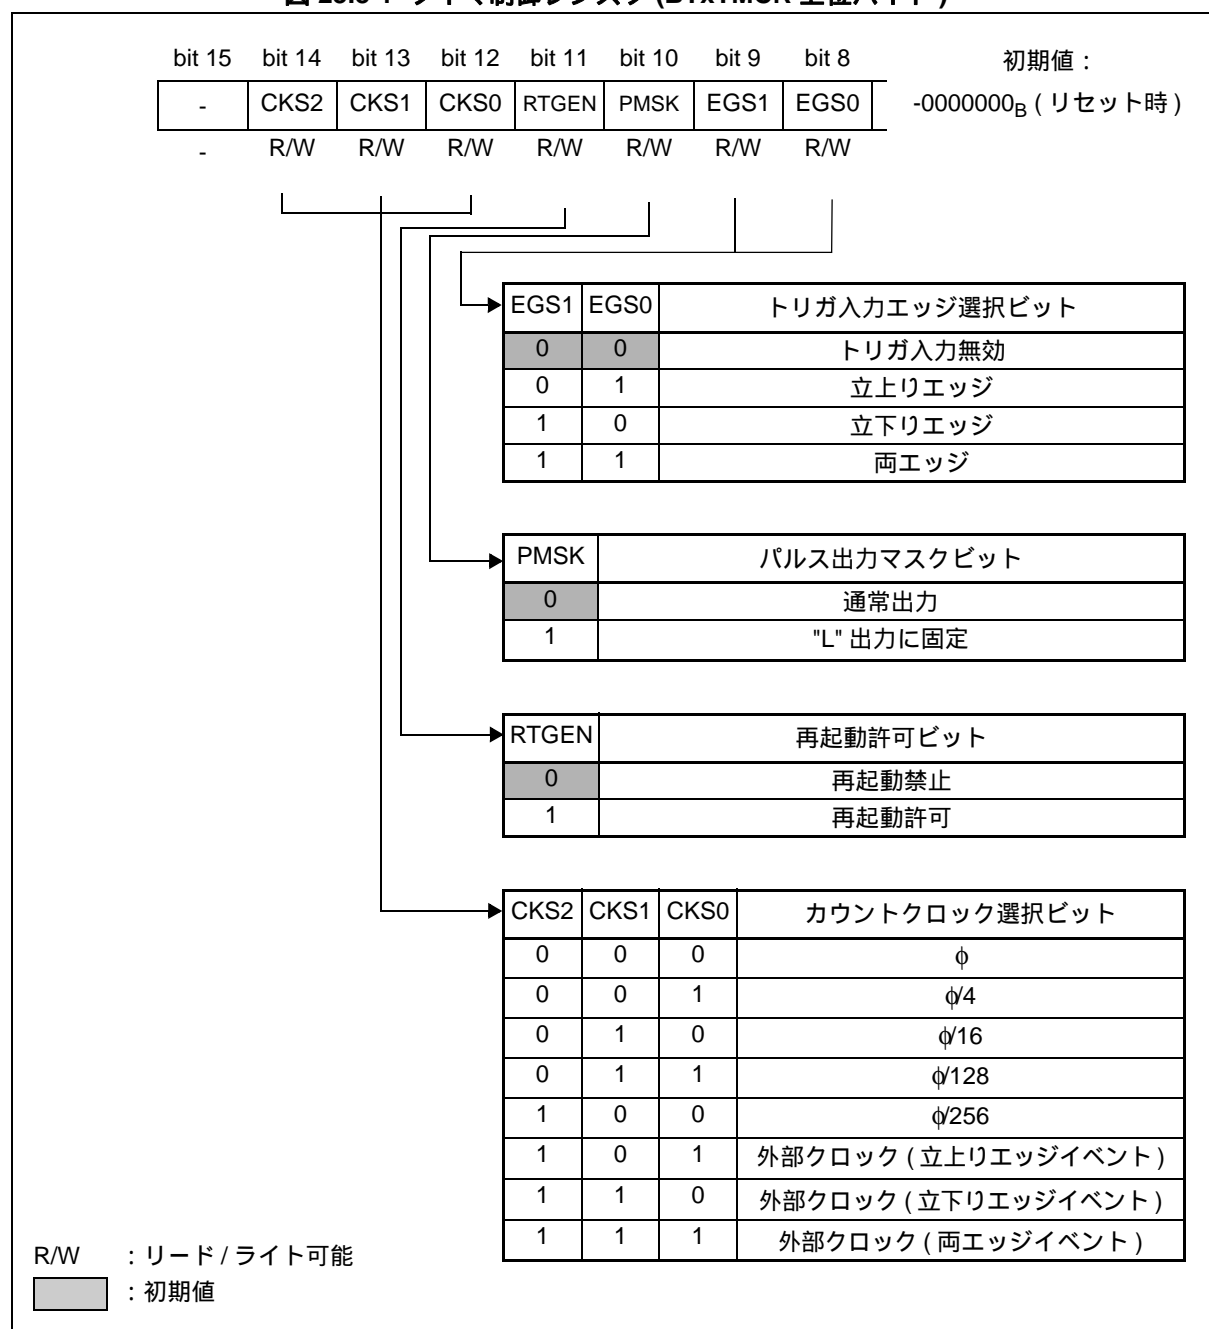 bit 15 bit 14 bit 13 bit 12 bit 11 bit 10 bit 9 bit 8 初期値：
- CKS2 CKS1 CKS0 RTGEN PMSK EGS1 EGS0 -0000000B ( リセット時 )
- R/W R/W R/W R/W R/W R/W R/W
EGS1 EGS0 トリガ入力エッジ選択ビット
0 0 トリガ入力無効
0 1 立上りエッジ
1 0 立下りエッジ
1 1 両エッジ
PMSK パルス出力マスクビット
0 通常出力
1 "L" 出力に固定
RTGEN 再起動許可ビット
0 再起動禁止
1 再起動許可
CKS2 CKS1 CKS0 カウントクロック選択ビット
0 0 0 φ
0 0 1 φ/4
0 1 0 φ/16
0 1 1 φ/128
1 0 0 φ/256
1 0 1 外部クロック ( 立上りエッジイベント )
1 1 0 外部クロック ( 立下りエッジイベント )
1 1 1 外部クロック ( 両エッジイベント )
R/W ：リード / ライト可能
：初期値